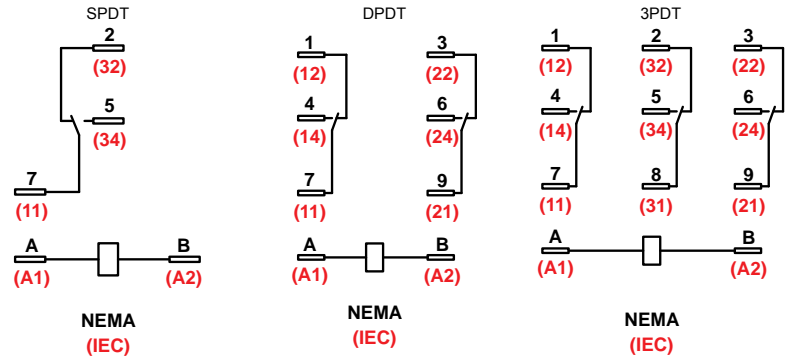 SPDT
2
(32)
5
(34)
7
(11)
A B
(A1) (A2)
NEMA
(IEC)
DPDT
1 3
(12) (22)
4 6
(14) (24)
7 9
(11) (21)
A B
(A1) (A2)
NEMA
(IEC)
3PDT
1 2 3
(12) (32) (22)
4 5 6
(14) (34) (24)
7 8 9
(11) (31) (21)
A B
(A1) (A2)
NEMA
(IEC)